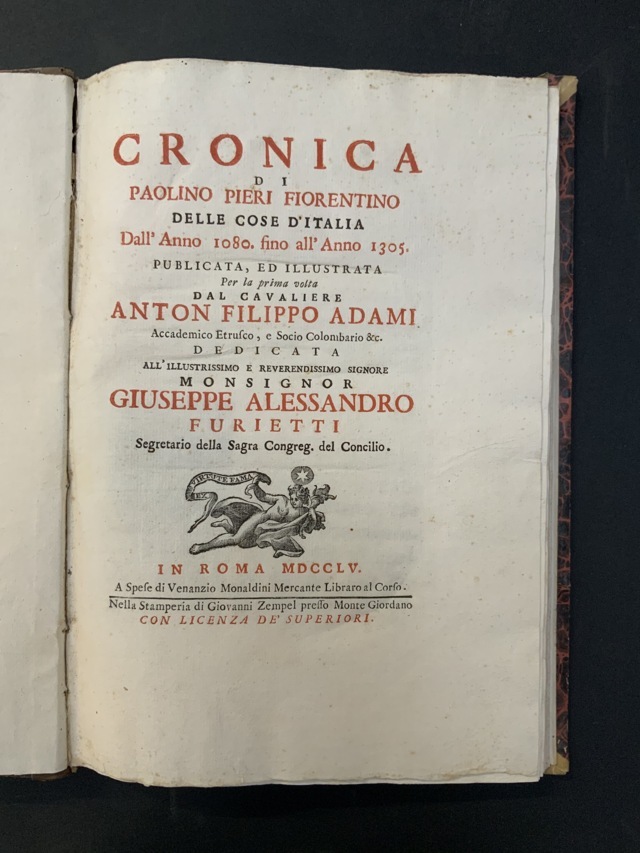 CRONICA
DI
PAOLINO PIERI FIORENTINO
DELLE COSE D'ITALIA
Dall' Anno 1080. fino all' Anno 1305.
PUBLICATA, ED ILLUSTRATA
Per la prima volta
DAL CAVALIERE
ANTON FILIPPO ADAMI
Accademico Etrusco, e Socio Colombario &c.
DEDICATA
ALL'ILLUSTRISSIMO E REVERENDISSIMO SIGNORE
MONSIGNOR
GIUSEPPE ALESSANDRO
FURIETTI
Segretario della Sagra Congreg. del Concilio.
FAMA
IN ROMA MDCCLV.
A Spese di Venanzio Monaldini Mercante Libraro al Corso.
Nella Stamperia di Giovanni Zempel presso Monte Giordano
CON LICENZA DE' SUPERIORI.